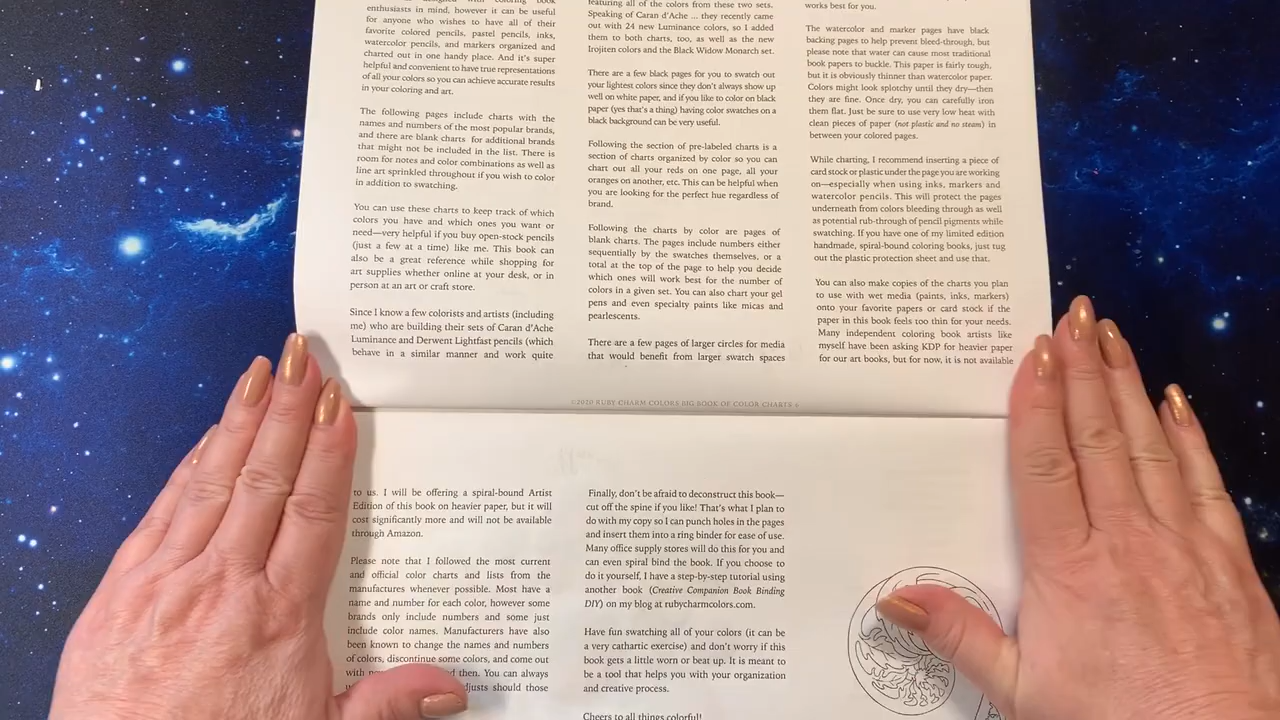 enthusiasts in mind, however it can be useful
for anyone who wishes to have all of their
favorite colored pencils, pastel pencils, inks,
watercolor pencils, and markers organized and
charted out in one handy place. And it's super
helpful and convenient to have true representations
of all your colors so you can achieve accurate results
in your coloring and art.
The following pages include charts with the
names and numbers of the most popular brands,
and there are blank charts for additional brands
that might not be included in the list. There is
room for notes and color combinations as well as
line art sprinkled throughout if you wish to color
in addition to swatching.
You can use these charts to keep track of which
colors you have and which ones you want or
need—very helpful if you buy open-stock pencils
(just a few at a time) like me. This book can
also be a great reference while shopping for
art supplies whether online at your desk, or in
person at an art or craft store.
Since I know a few colorists and artists (including
me) who are building their sets of Caran d'Ache
Luminance and Derwent Lightfast pencils (which
behave in a similar manner and work quite
featuring all of the colors from these two sets.
Speaking of Caran d'Ache ... they recently came
out with 24 new Luminance colors, so I added
them to both charts, too, as well as the new
Irojiten colors and the Black Widow Monarch set.
There are a few black pages for you to swatch out
your lightest colors since they don't always show up
well on white paper, and if you like to color on black
paper (yes that's a thing) having color swatches on a
black background can be very useful.
Following the section of pre-labeled charts is a
section of charts organized by color so you can
chart out all your reds on one page, all your
oranges on another, etc. This can be helpful when
you are looking for the perfect hue regardless of
brand.
Following the charts by color are pages of
blank charts. The pages include numbers either
sequentially by the swatches themselves, or a
total at the top of the page to help you decide
which ones will work best for the number of
colors in a given set. You can also chart your gel
pens and even specialty paints like micas and
pearlescents.
There are a few pages of larger circles for media
that would benefit from larger swatch spaces
works best for you.
The watercolor and marker pages have black
backing pages to help prevent bleed-through, but
please note that water can cause most traditional
book papers to buckle. This paper is fairly tough,
but it is obviously thinner than watercolor paper.
Colors might look splotchy until they dry—then
they are fine. Once dry, you can carefully iron
them flat. Just be sure to use very low heat with
clean pieces of paper (not plastic and no steam) in
between your colored pages.
While charting, I recommend inserting a piece of
card stock or plastic under the page you are working
on—especially when using inks, markers and
watercolor pencils. This will protect the pages
underneath from colors bleeding through as well
as potential rub-through of pencil pigments while
swatching. If you have one of my limited edition
handmade, spiral-bound coloring books, just tug
out the plastic protection sheet and use that.
You can also make copies of the charts you plan
to use with wet media (paints, inks, markers)
onto your favorite papers or card stock if the
paper in this book feels too thin for your needs.
Many independent coloring book artists like
myself have been asking KDP for heavier paper
for our art books, but for now, it is not available
©2020 RUBY CHARM COLORS BIG BOOK OF COLOR CHARTS
to us. I will be offering a spiral-bound Artist
Edition of this book on heavier paper, but it will
cost significantly more and will not be available
through Amazon.
Please note that I followed the most current
and official color charts and lists from the
manufactures whenever possible. Most have a
name and number for each color, however some
brands only include numbers and some just
include color names. Manufacturers have also
been known to change the names and numbers
of colors, discontinue some colors, and come out
with then. You can always
should those
Finally, don't be afraid to deconstruct this book—
cut off the spine if you like! That's what I plan to
do with my copy so I can punch holes in the pages
and insert them into a ring binder for ease of use.
Many office supply stores will do this for you and
can even spiral bind the book. If you choose to
do it yourself, I have a step-by-step tutorial using
another book (Creative Companion Book Binding
DIY) on my blog at rubycharmcolors.com.
Have fun swatching all of your colors (it can be
a very cathartic exercise) and don't worry if this
book gets a little worn or beat up. It is meant to
be a tool that helps you with your organization
and creative process.
Cheers to all things colorful!